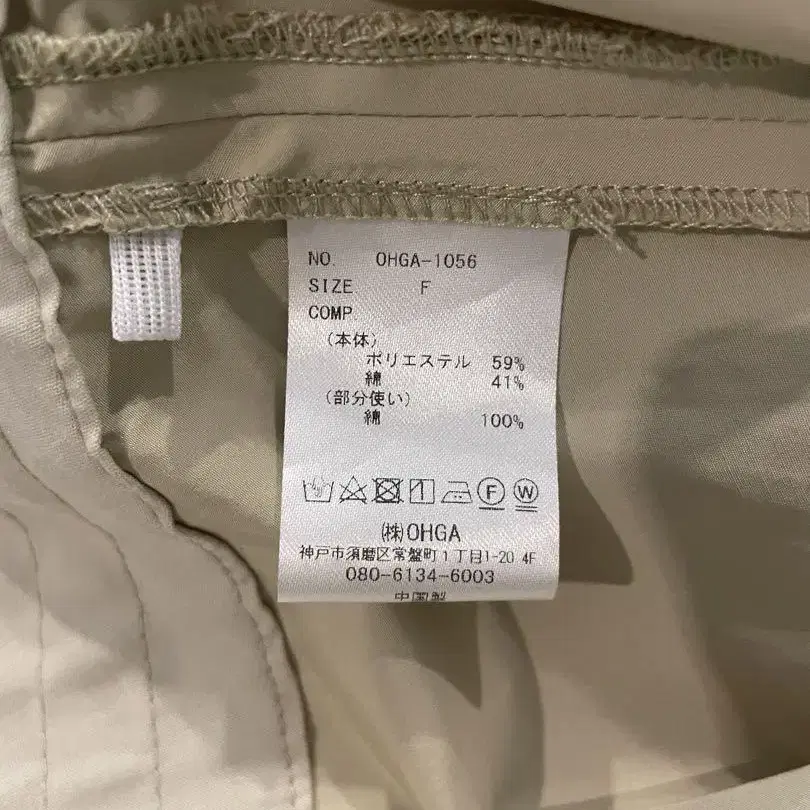 NO. OHGA-1056
SIZE F
COMP
(本体)
ポリエステル 59%
綿 41%
(部分使い)
綿 100%
F W
(株)OHGA
神戸市須磨区常盤町1丁目1-20 4F
080-6134-6003
中国製